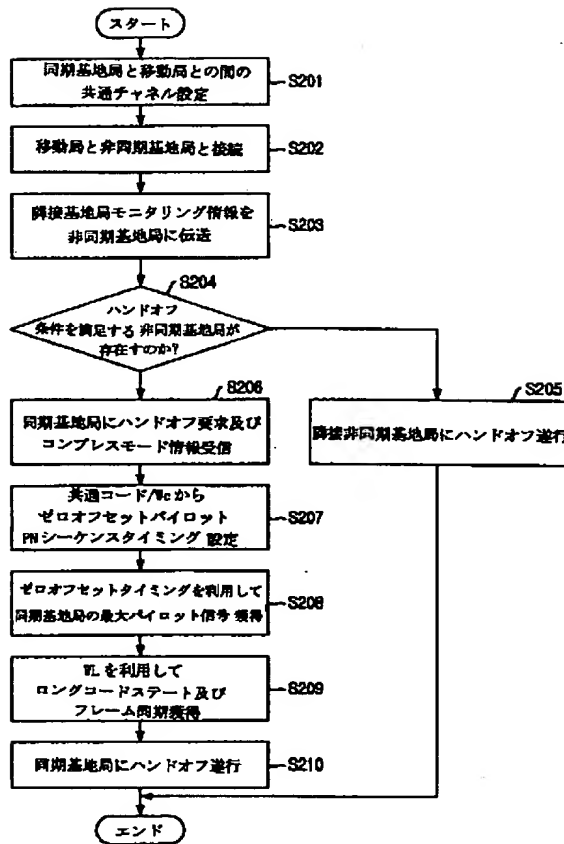 スタート
同期基地局と移動局との間の
共通チャネル設定
S201
移動局と非同期基地局と接続
S202
隣接基地局モニタリング情報を
非同期基地局に伝送
S203
S204
ハンドオフ
条件を満足する 非同期基地局が
存在すのか?
S206
同期基地局にハンドオフ要求及び
コンプレスモード情報受信
S205
隣接非同期基地局にハンドオフ遂行
共通コード/Wcから
ゼロオフセットパイロット
PNシーケンスタイミング 設定
S207
ゼロオフセットタイミングを利用して
同期基地局の最大パイロット信号 獲得
S208
WLを利用して
ロングコードステート及び
フレーム同期獲得
S209
同期基地局にハンドオフ遂行
S210
エンド